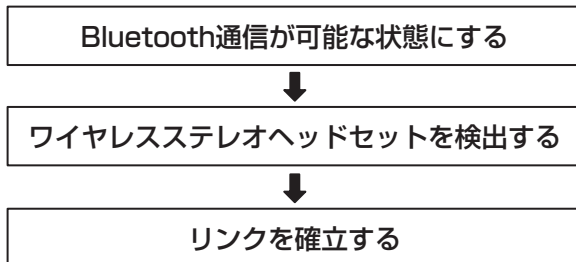 Bluetooth通信が可能な状態にする
ワイヤレスステレオヘッドセットを検出する
リンクを確立する